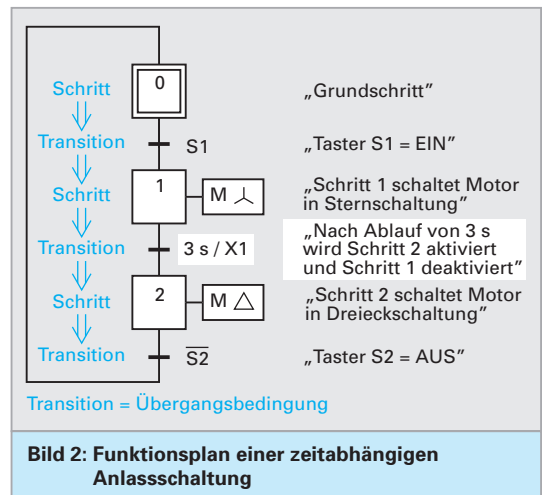 Schritt 0 „Grundschritt”
Transition S1 „Taster S1 = EIN”
Schritt 1 M „Schritt 1 schaltet Motor
in Sternschaltung”
Transition 3 s / X1 „Nach Ablauf von 3 s
wird Schritt 2 aktiviert
und Schritt 1 deaktiviert”
Schritt 2 M △ „Schritt 2 schaltet Motor
in Dreieckschaltung”
Transition S̅2̅ „Taster S2 = AUS”
Transition = Übergangsbedingung
Bild 2: Funktionsplan einer zeitabhängigen
Anlassschaltung